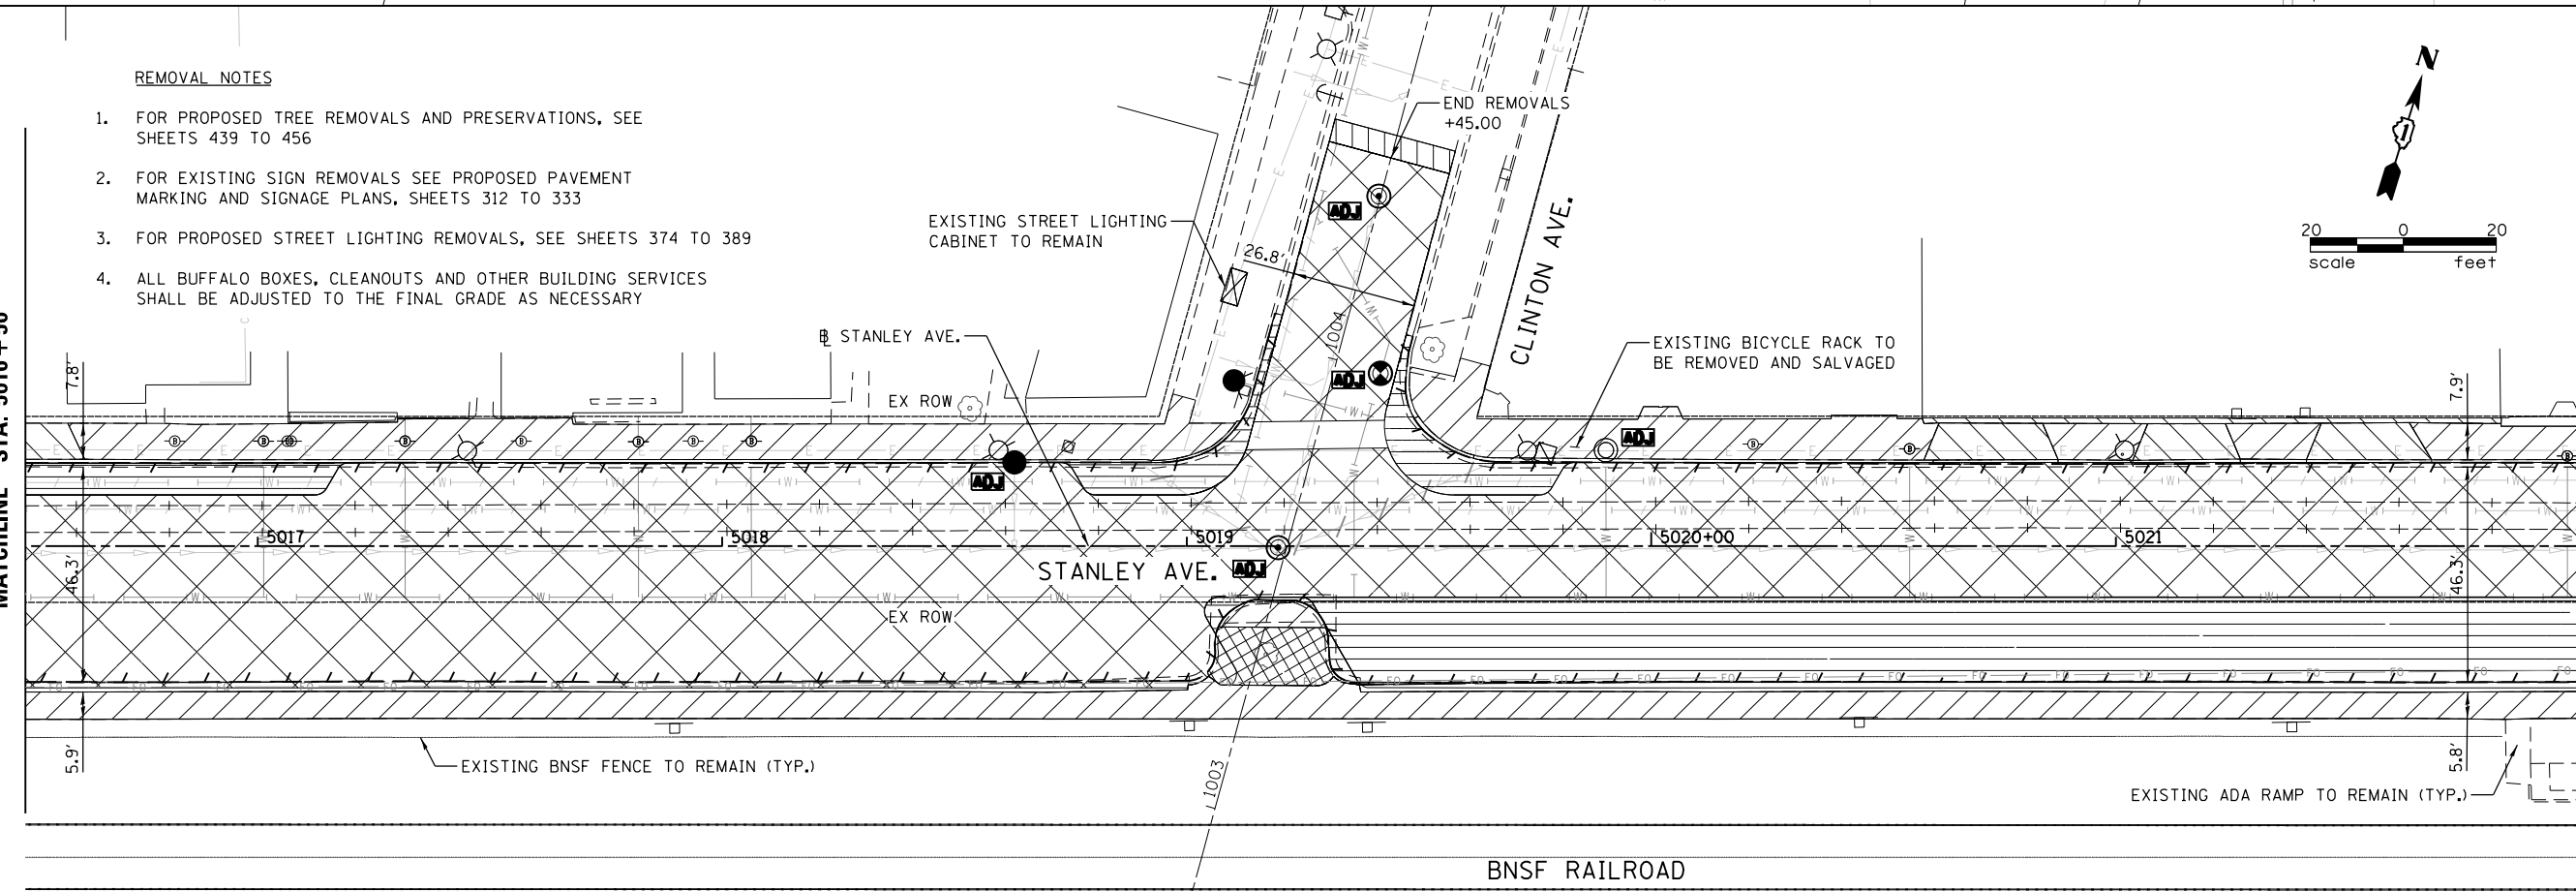 REMOVAL NOTES
1. FOR PROPOSED TREE REMOVALS AND PRESERVATIONS, SEE
SHEETS 439 TO 456
2. FOR EXISTING SIGN REMOVALS SEE PROPOSED PAVEMENT
MARKING AND SIGNAGE PLANS, SHEETS 312 TO 333
3. FOR PROPOSED STREET LIGHTING REMOVALS, SEE SHEETS 374 TO 389
4. ALL BUFFALO BOXES, CLEANOUTS AND OTHER BUILDING SERVICES
SHALL BE ADJUSTED TO THE FINAL GRADE AS NECESSARY
MATCHLINE STA.
END REMOVALS
+45.00
N
1
20 0 20
scale feet
EXISTING STREET LIGHTING
CABINET TO REMAIN
ADJ
26.8'
CLINTON AVE.
1004
ADJ
B STANLEY AVE.
EXISTING BICYCLE RACK TO
BE REMOVED AND SALVAGED
7.8'
EX ROW
7.9'
ADJ
ADJ
5017
5018
5019
5020+00
5021
STANLEY AVE.
ADJ
46.3'
46.3'
EX ROW
5.9'
EXISTING BNSF FENCE TO REMAIN (TYP.)
1003
5.8'
EXISTING ADA RAMP TO REMAIN (TYP.)
BNSF RAILROAD